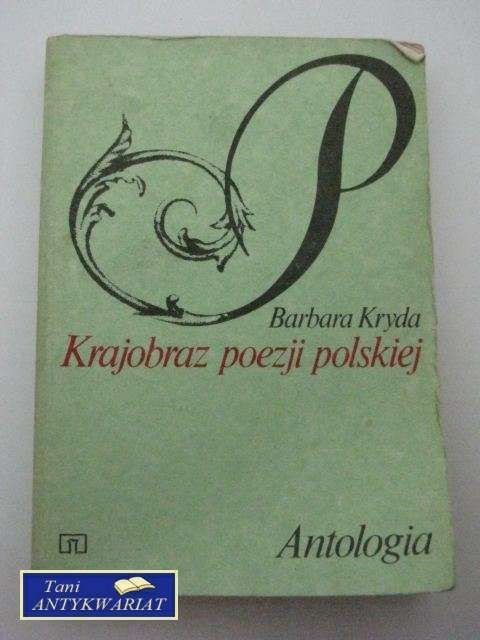 P
Barbara Kryda
Krajobraz poezji polskiej
Antologia
Tani
ANTYKWARIAT